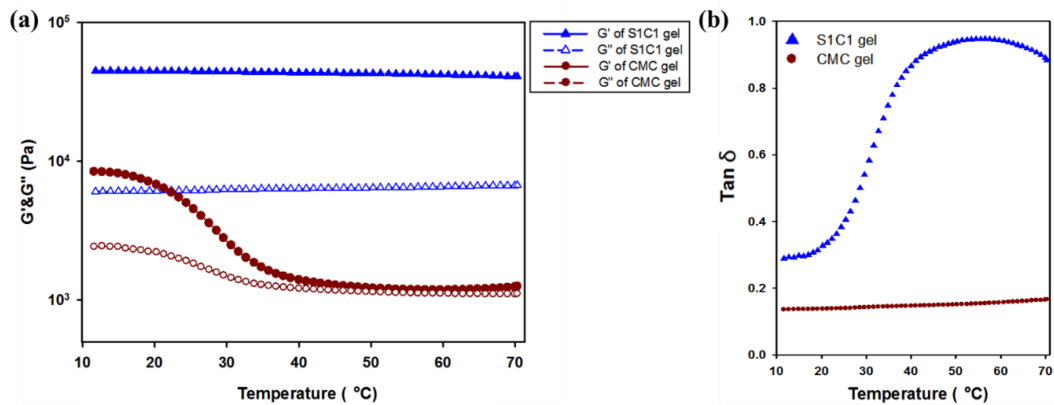 (a)
G'&G" (Pa)
10⁵
10⁴
10³
10 20 30 40 50 60 70
Temperature ( °C)
G' of S1C1 gel
G" of S1C1 gel
G' of CMC gel
G" of CMC gel
(b)
Tan δ
1.0
0.8
0.6
0.4
0.2
0.0
10 20 30 40 50 60 70
Temperature ( °C)
S1C1 gel
CMC gel